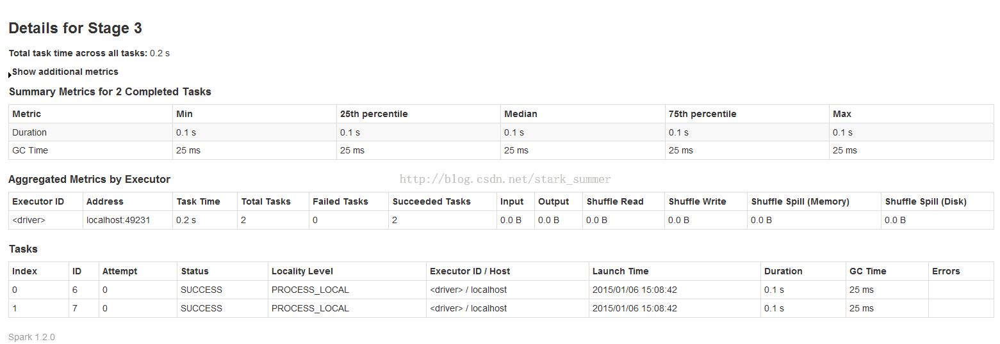 Details for Stage 3
Total task time across all tasks: 0.2 s
Show additional metrics
Summary Metrics for 2 Completed Tasks
Metric Min 25th percentile Median 75th percentile Max
Duration 0.1 s 0.1 s 0.1 s 0.1 s 0.1 s
GC Time 25 ms 25 ms 25 ms 25 ms 25 ms
Aggregated Metrics by Executor
http://blog.csdn.net/stark_summer
Executor ID Address Task Time Total Tasks Failed Tasks Succeeded Tasks Input Output Shuffle Read Shuffle Write Shuffle Spill (Memory) Shuffle Spill (Disk)
<driver> localhost:49231 0.2 s 2 0 2 0.0 B 0.0 B 0.0 B 0.0 B 0.0 B 0.0 B
Tasks
Index ID Attempt Status Locality Level Executor ID / Host Launch Time Duration GC Time Errors
0 6 0 SUCCESS PROCESS_LOCAL <driver> / localhost 2015/01/06 15:08:42 0.1 s 25 ms
1 7 0 SUCCESS PROCESS_LOCAL <driver> / localhost 2015/01/06 15:08:42 0.1 s 25 ms
Spark 1.2.0